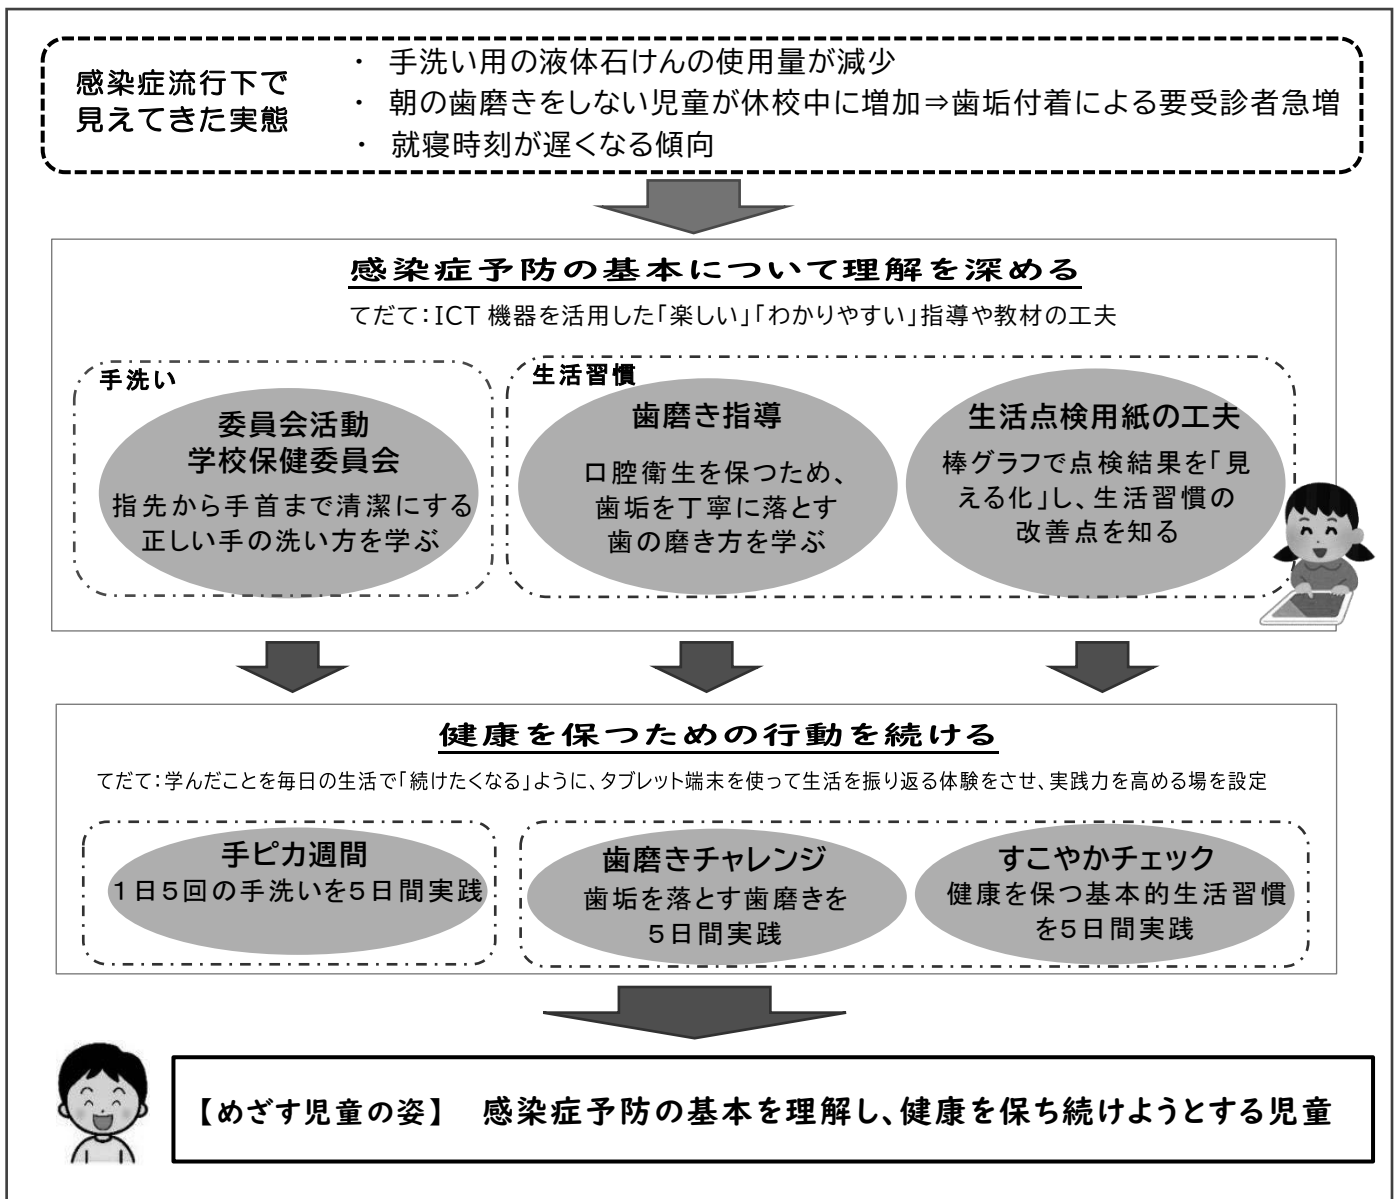 感染症流行下で
見えてきた実態
・ 手洗い用の液体石けんの使用量が減少
・ 朝の歯磨きをしない児童が休校中に増加⇒歯垢付着による要受診者急増
・ 就寝時刻が遅くなる傾向
感染症予防の基本について理解を深める
てだて：ICT 機器を活用した「楽しい」「わかりやすい」指導や教材の工夫
手洗い
委員会活動
学校保健委員会
指先から手首まで清潔にする
正しい手の洗い方を学ぶ
生活習慣
歯磨き指導
口腔衛生を保つため、
歯垢を丁寧に落とす
歯の磨き方を学ぶ
生活点検用紙の工夫
棒グラフで点検結果を「見
える化」し、生活習慣の
改善点を知る
健康を保つための行動を続ける
てだて：学んだことを毎日の生活で「続けたくなる」ように、タブレット端末を使って生活を振り返る体験をさせ、実践力を高める場を設定
手ピカ週間
１日５回の手洗いを５日間実践
歯磨きチャレンジ
歯垢を落とす歯磨きを
５日間実践
すこやかチェック
健康を保つ基本的生活習慣
を５日間実践
【めざす児童の姿】 感染症予防の基本を理解し、健康を保ち続けようとする児童